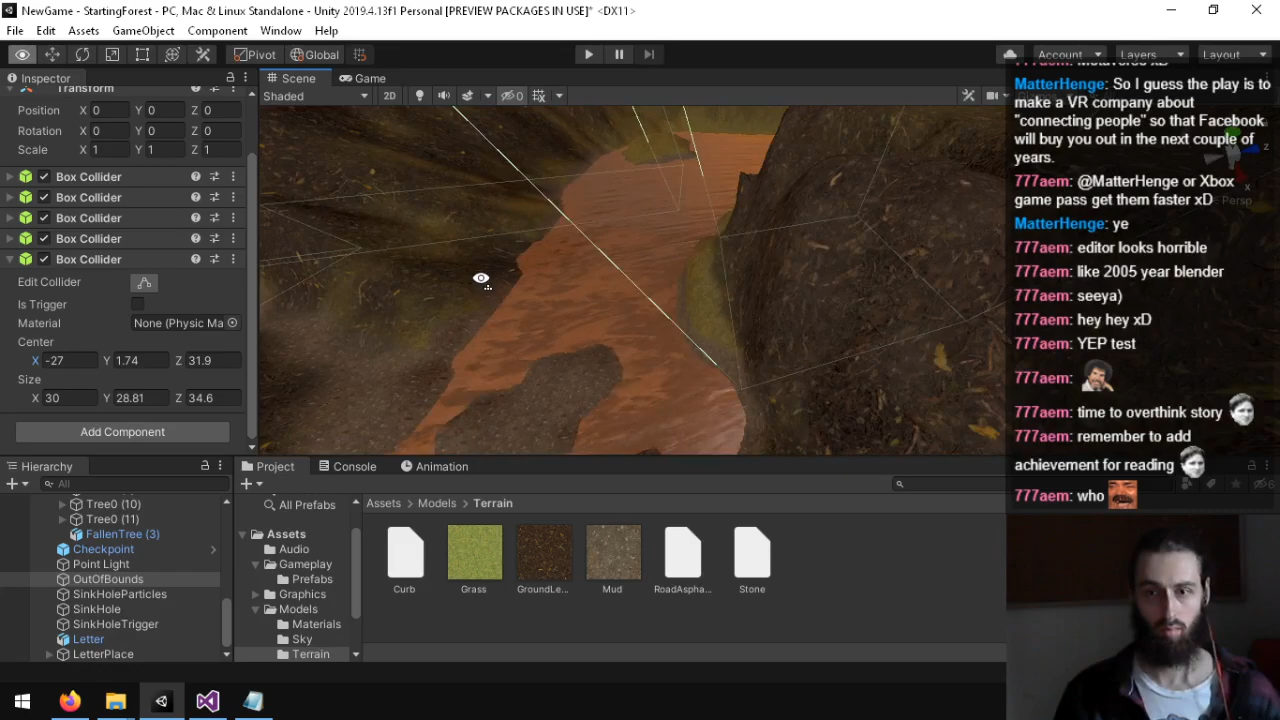 NewGame - StartingForest - PC, Mac & Linux Standalone - Unity 2019.4.13f1 Personal [PREVIEW PACKAGES IN USE]* <DX11>
File Edit Assets GameObject Component Window Help
Pivot Global Account Layers Layout
Inspector Scene Game
Shaded 2D 0
Transform
Position X 0 Y 0 Z 0
Rotation X 0 Y 0 Z 0
Scale X 1 Y 1 Z 1
Box Collider
Box Collider
Box Collider
Box Collider
Box Collider
Edit Collider
Is Trigger
Material None (Physic Ma
Center
X -27 Y 1.74 Z 31.9
Size
X 30 Y 28.81 Z 34.6
Add Component
Hierarchy
All
Tree0 (10)
Tree0 (11)
FallenTree (3)
Checkpoint
Point Light
OutOfBounds
SinkHoleParticles
SinkHole
SinkHoleTrigger
Letter
LetterPlace
Project Console Animation
All Prefabs
Assets
Audio
Gameplay
Prefabs
Graphics
Models
Materials
Sky
Terrain
Assets > Models > Terrain
Curb Grass GroundLe... Mud RoadAspha... Stone
MatterHenge: So I guess the play is to
make a VR company about
"connecting people" so that Facebook
will buy you out in the next couple of
years.
777aem: @MatterHenge or Xbox
game pass get them faster xD
MatterHenge: ye
777aem: editor looks horrible
777aem: like 2005 year blender
777aem: seeya)
777aem: hey hey xD
777aem: YEP test
777aem:
777aem: time to overthink story
777aem: remember to add
achievement for reading
777aem: who